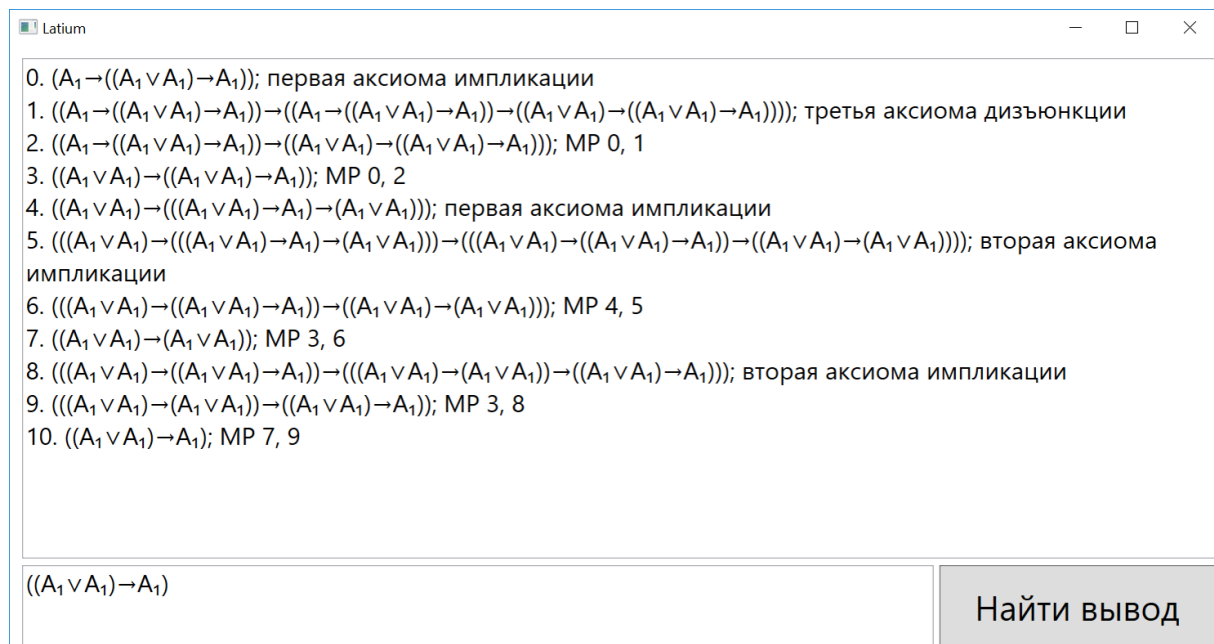 Latium
0. (A₁→((A₁∨A₁)→A₁)); первая аксиома импликации
1. ((A₁→((A₁∨A₁)→A₁))→((A₁→((A₁∨A₁)→A₁))→((A₁∨A₁)→((A₁∨A₁)→A₁)))); третья аксиома дизъюнкции
2. ((A₁→((A₁∨A₁)→A₁))→((A₁∨A₁)→((A₁∨A₁)→A₁))); MP 0, 1
3. ((A₁∨A₁)→((A₁∨A₁)→A₁)); MP 0, 2
4. ((A₁∨A₁)→(((A₁∨A₁)→A₁)→(A₁∨A₁))); первая аксиома импликации
5. (((A₁∨A₁)→(((A₁∨A₁)→A₁)→(A₁∨A₁)))→(((A₁∨A₁)→((A₁∨A₁)→A₁))→((A₁∨A₁)→(A₁∨A₁)))); вторая аксиома
импликации
6. (((A₁∨A₁)→((A₁∨A₁)→A₁))→((A₁∨A₁)→(A₁∨A₁))); MP 4, 5
7. ((A₁∨A₁)→(A₁∨A₁)); MP 3, 6
8. (((A₁∨A₁)→((A₁∨A₁)→A₁))→(((A₁∨A₁)→(A₁∨A₁))→((A₁∨A₁)→A₁))); вторая аксиома импликации
9. (((A₁∨A₁)→(A₁∨A₁))→((A₁∨A₁)→A₁)); MP 3, 8
10. ((A₁∨A₁)→A₁); MP 7, 9
((A₁∨A₁)→A₁)
Найти вывод